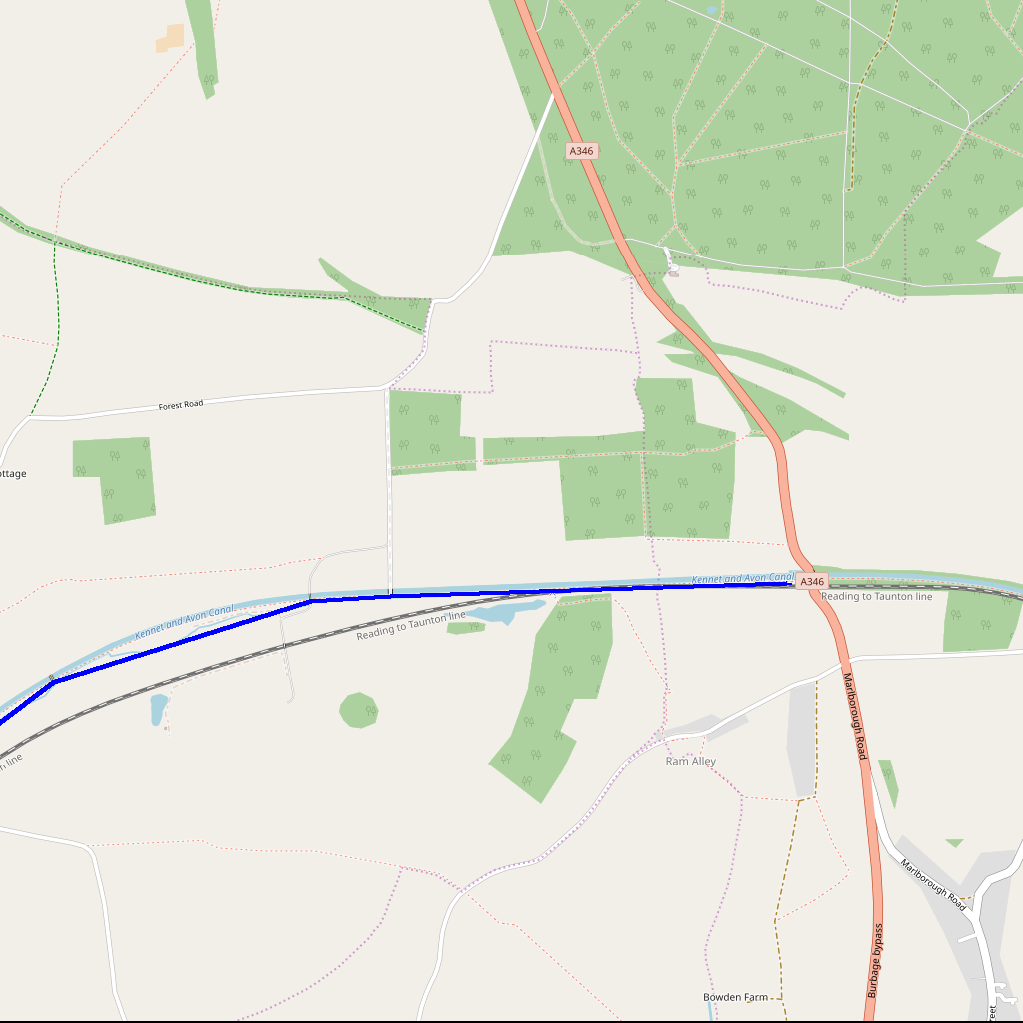 A346
Forest Road
ottage
Kennet and Avon Canal
A346
Reading to Taunton line
Kennet and Avon Canal
Reading to Taunton line
Marlborough Road
n line
Ram Alley
Marlborough Road
Burbage bypass
Bowden Farm
reet